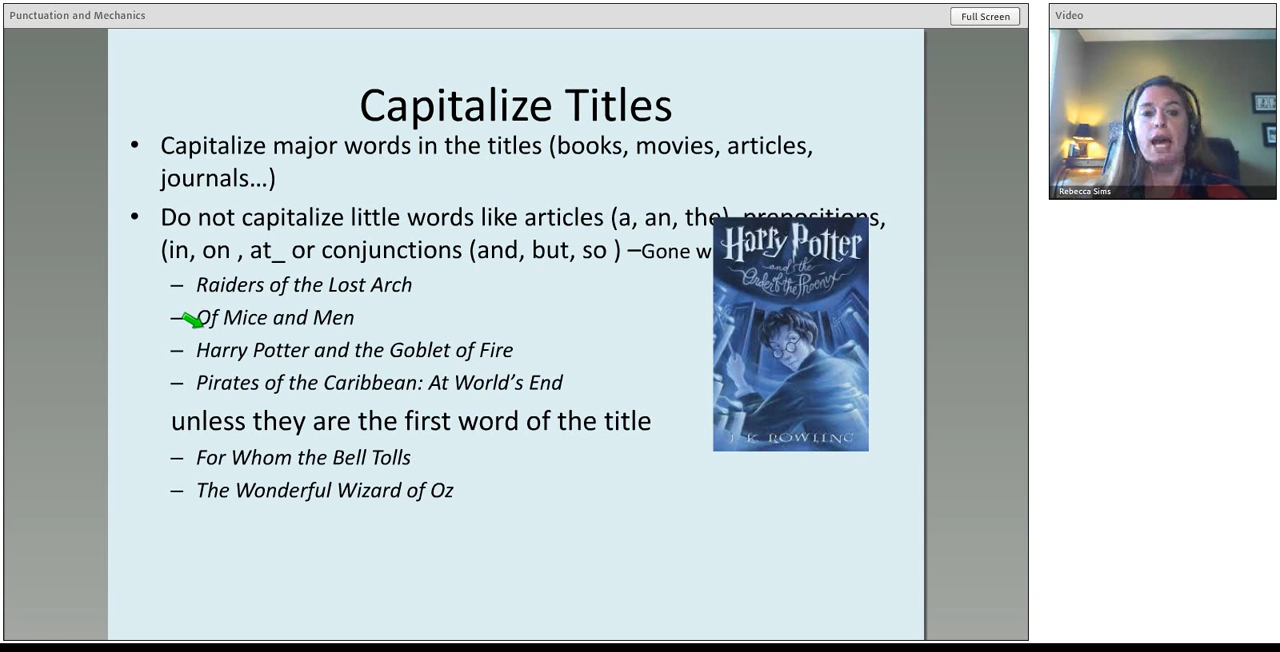 Punctuation and Mechanics
Full Screen
Video
Capitalize Titles
• Capitalize major words in the titles (books, movies, articles,
journals…)
• Do not capitalize little words like articles (a, an, the), prepositions,
(in, on , at_ or conjunctions (and, but, so ) –Gone w
– Raiders of the Lost Arch
– Of Mice and Men
– Harry Potter and the Goblet of Fire
– Pirates of the Caribbean: At World's End
unless they are the first word of the title
– For Whom the Bell Tolls
– The Wonderful Wizard of Oz
Harry Potter
and the
Order of the Phoenix
J. K. ROWLING
Rebecca Sims